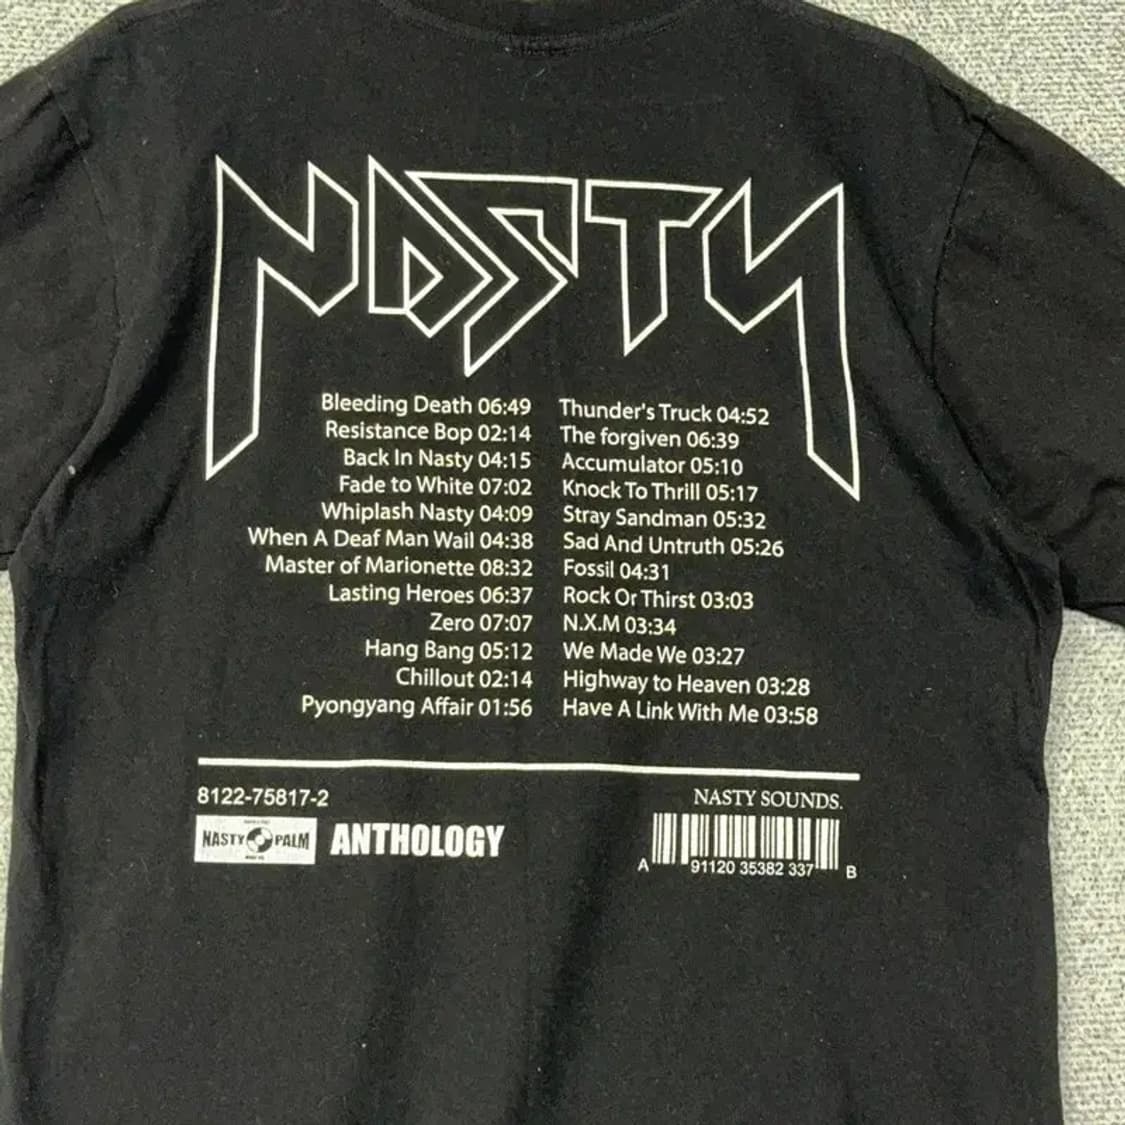 NASTY
Bleeding Death 06:49
Resistance Bop 02:14
Back In Nasty 04:15
Fade to White 07:02
Whiplash Nasty 04:09
When A Deaf Man Wail 04:38
Master of Marionette 08:32
Lasting Heroes 06:37
Zero 07:07
Hang Bang 05:12
Chillout 02:14
Pyongyang Affair 01:56
Thunder's Truck 04:52
The forgiven 06:39
Accumulator 05:10
Knock To Thrill 05:17
Stray Sandman 05:32
Sad And Untruth 05:26
Fossil 04:31
Rock Or Thirst 03:03
N.X.M 03:34
We Made We 03:27
Highway to Heaven 03:28
Have A Link With Me 03:58
8122-75817-2
NASTY PALM
ANTHOLOGY
NASTY SOUNDS.
A 91120 35382 337 B